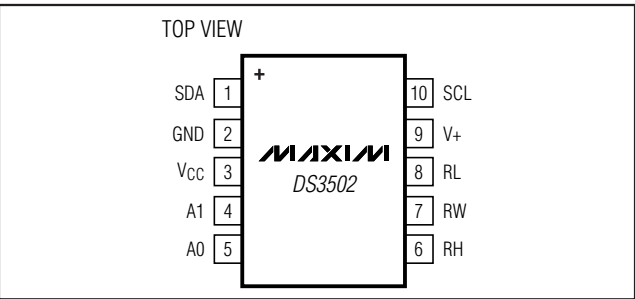 TOP VIEW
+
SDA 1 10 SCL
GND 2 9 V+
VCC 3 8 RL
A1 4 7 RW
A0 5 6 RH
MAXIM
DS3502